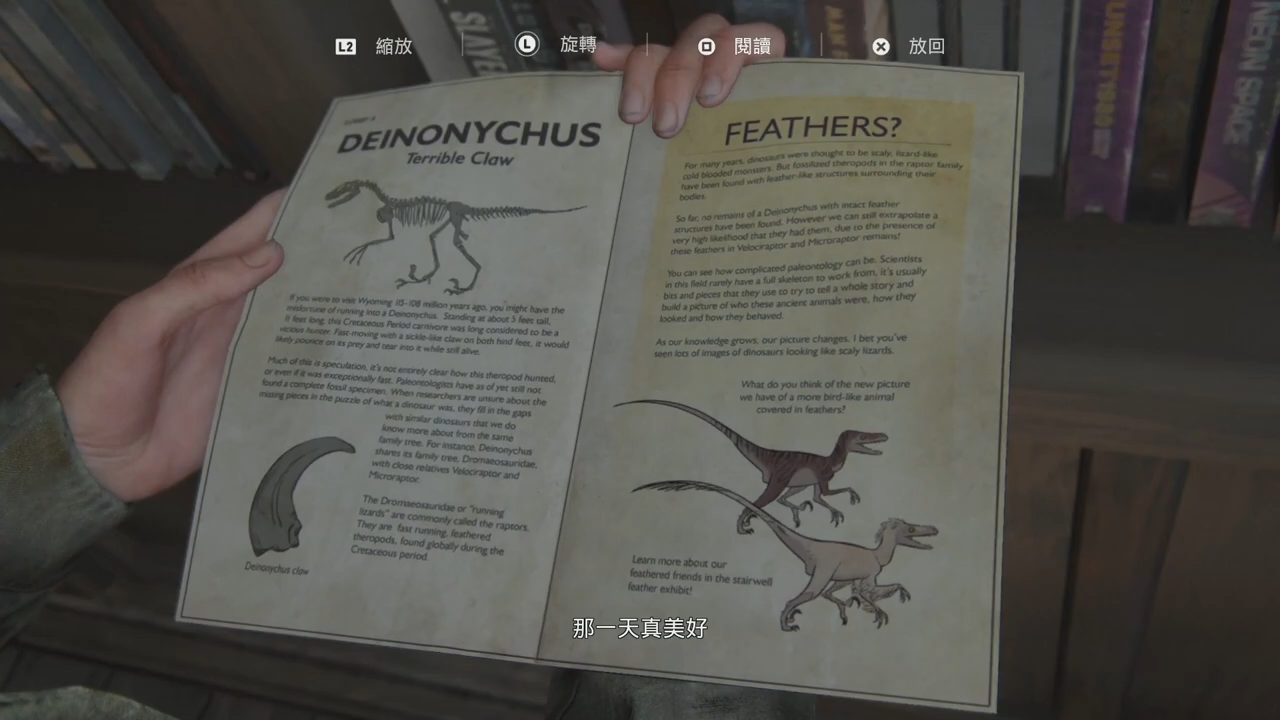 L2 縮放
L 旋轉
閱讀
放回
SLAVE
UNSET 1985
NEON SPACE
LOBBY 4
DEINONYCHUS
Terrible Claw
If you were to visit Wyoming 115-108 million years ago, you might have the
misfortune of running into a Deinonychus. Standing at about 5 feet tall,
11 feet long, this Cretaceous Period carnivore was long considered to be a
vicious hunter. Fast-moving with a sickle-like claw on both hind feet, it would
likely pounce on its prey and tear into it while still alive.
Much of this is speculation, it's not entirely clear how this theropod hunted,
or even if it was exceptionally fast. Paleontologists have as of yet still not
found a complete fossil specimen. When researchers are unsure about the
missing pieces in the puzzle of what a dinosaur was, they fill in the gaps
with similar dinosaurs that we do
know more about from the same
family tree. For instance, Deinonychus
shares its family tree, Dromaeosauridae,
with close relatives Velociraptor and
Microraptor.
The Dromaeosauridae or "running
lizards" are commonly called the raptors.
They are fast running, feathered
theropods, found globally during the
Cretaceous period.
Deinonychus claw
FEATHERS?
For many years, dinosaurs were thought to be scaly, lizard-like
cold blooded monsters. But fossilized theropods in the raptor family
have been found with feather-like structures surrounding their
bodies.
So far, no remains of a Deinonychus with intact feather
structures have been found. However we can still extrapolate a
very high likelihood that they had them, due to the presence of
these feathers in Velociraptor and Microraptor remains!
You can see how complicated paleontology can be. Scientists
in this field rarely have a full skeleton to work from, it's usually
bits and pieces that they use to try to tell a whole story and
build a picture of who these ancient animals were, how they
looked and how they behaved.
As our knowledge grows, our picture changes. I bet you've
seen lots of images of dinosaurs looking like scaly lizards.
What do you think of the new picture
we have of a more bird-like animal
covered in feathers?
Learn more about our
feathered friends in the stairwell
feather exhibit!
那一天真美好